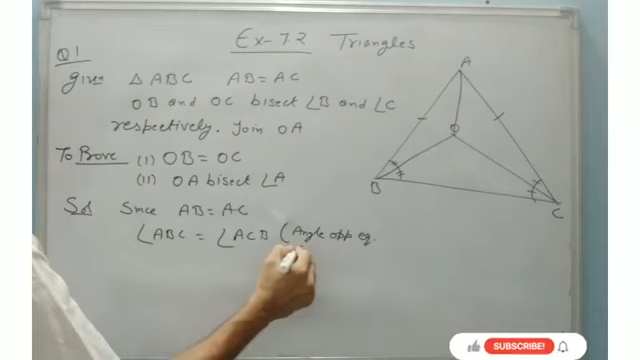 Ex-7.2 Triangles
Q1
Given △ ABC AB = AC
OB and OC bisect ∠B and ∠C
respectively. Join OA
To Prove (i) OB = OC
(ii) OA bisect ∠A
Sol Since AB = AC
∠ABC = ∠ACB (Angle opp eq.
A
O
B
C
SUBSCRIBE!